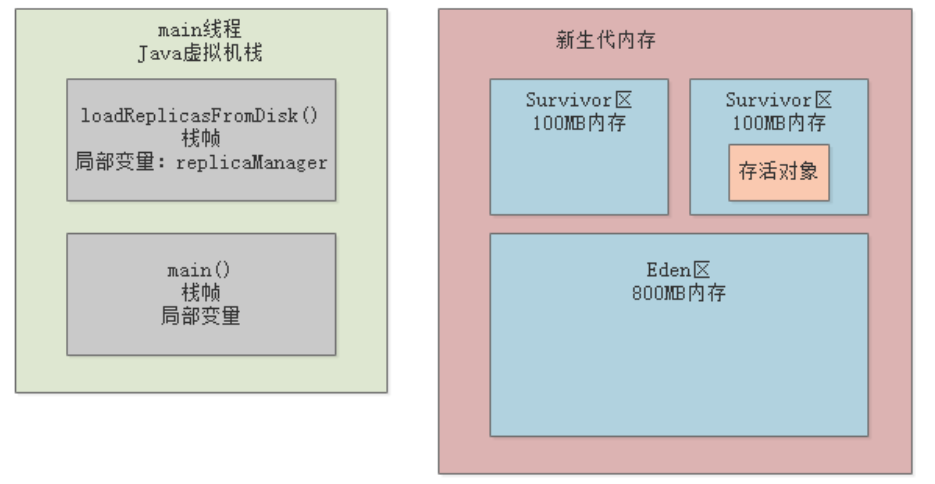 main线程
Java虚拟机栈
loadReplicasFromDisk()
栈帧
局部变量：replicaManager
main()
栈帧
局部变量
新生代内存
Survivor区
100MB内存
Survivor区
100MB内存
存活对象
Eden区
800MB内存